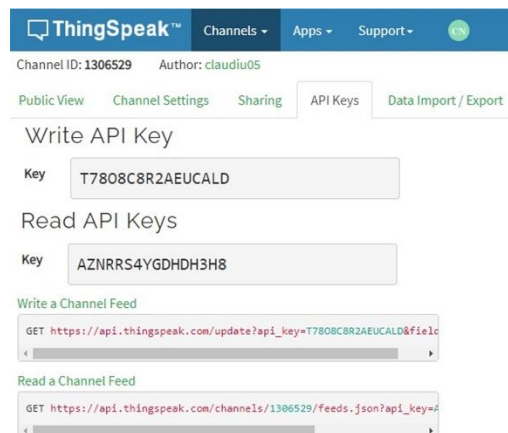 ThingSpeak™ Channels Apps Support CN
Channel ID: 1306529 Author: claudiu05
Public View Channel Settings Sharing API Keys Data Import / Export
Write API Key
Key T78O8C8R2AEUCALD
Read API Keys
Key AZNRRS4YGDHDH3H8
Write a Channel Feed
GET https://api.thingspeak.com/update?api_key=T78O8C8R2AEUCALD&field
Read a Channel Feed
GET https://api.thingspeak.com/channels/1306529/feeds.json?api_key=A